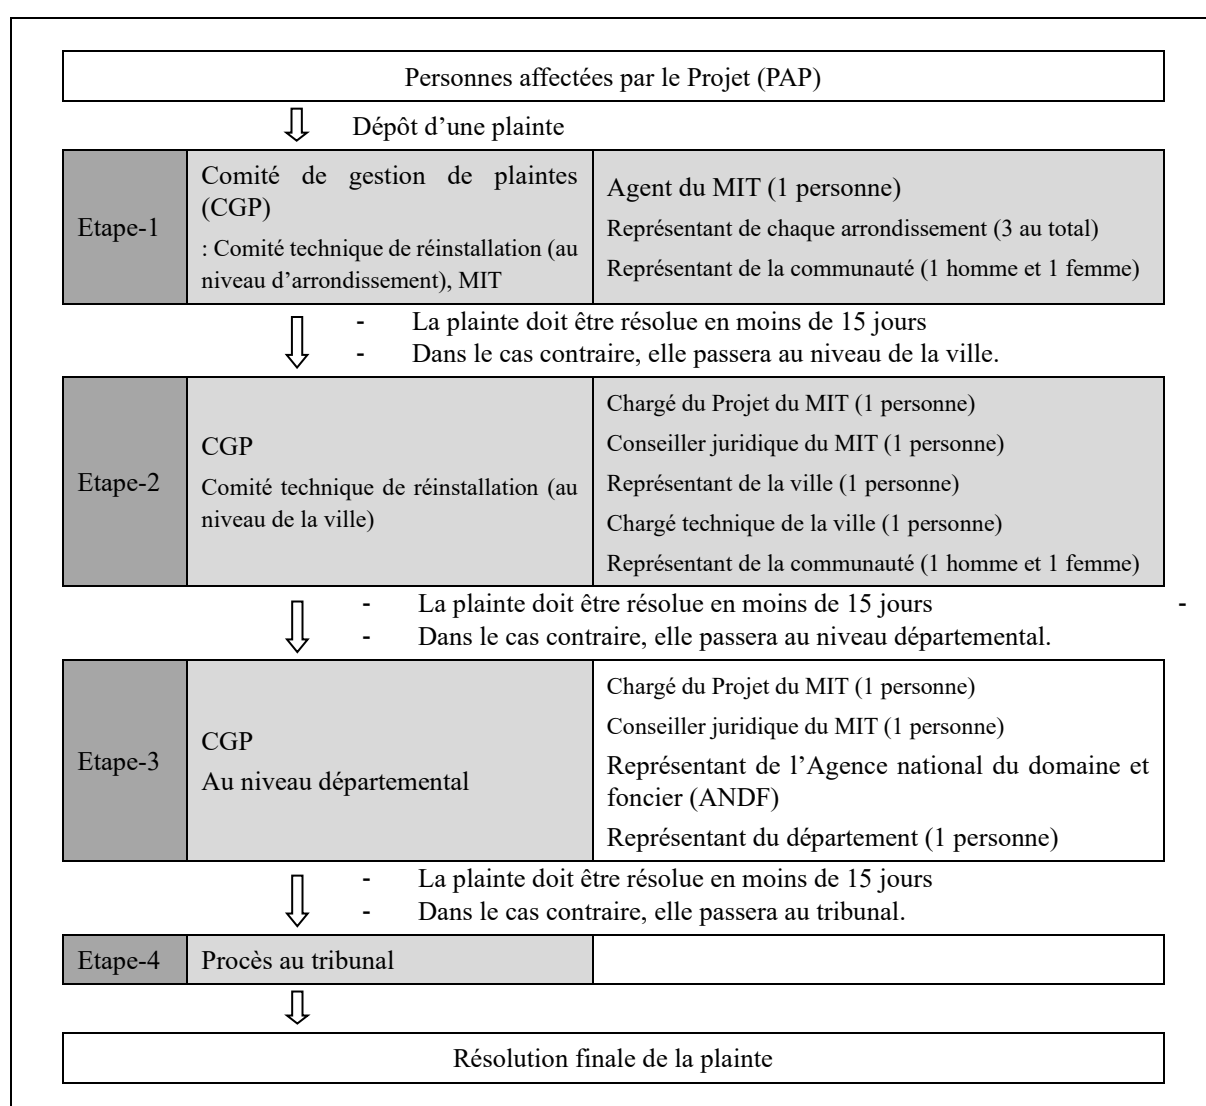 Personnes affectées par le Projet (PAP)
Dépôt d’une plainte
Etape-1
Comité de gestion de plaintes
(CGP)
: Comité technique de réinstallation (au
niveau d’arrondissement), MIT
Agent du MIT (1 personne)
Représentant de chaque arrondissement (3 au total)
Représentant de la communauté (1 homme et 1 femme)
- La plainte doit être résolue en moins de 15 jours
- Dans le cas contraire, elle passera au niveau de la ville.
Etape-2
CGP
Comité technique de réinstallation (au
niveau de la ville)
Chargé du Projet du MIT (1 personne)
Conseiller juridique du MIT (1 personne)
Représentant de la ville (1 personne)
Chargé technique de la ville (1 personne)
Représentant de la communauté (1 homme et 1 femme)
- La plainte doit être résolue en moins de 15 jours -
- Dans le cas contraire, elle passera au niveau départemental.
Etape-3
CGP
Au niveau départemental
Chargé du Projet du MIT (1 personne)
Conseiller juridique du MIT (1 personne)
Représentant de l’Agence national du domaine et
foncier (ANDF)
Représentant du département (1 personne)
- La plainte doit être résolue en moins de 15 jours
- Dans le cas contraire, elle passera au tribunal.
Etape-4
Procès au tribunal
Résolution finale de la plainte